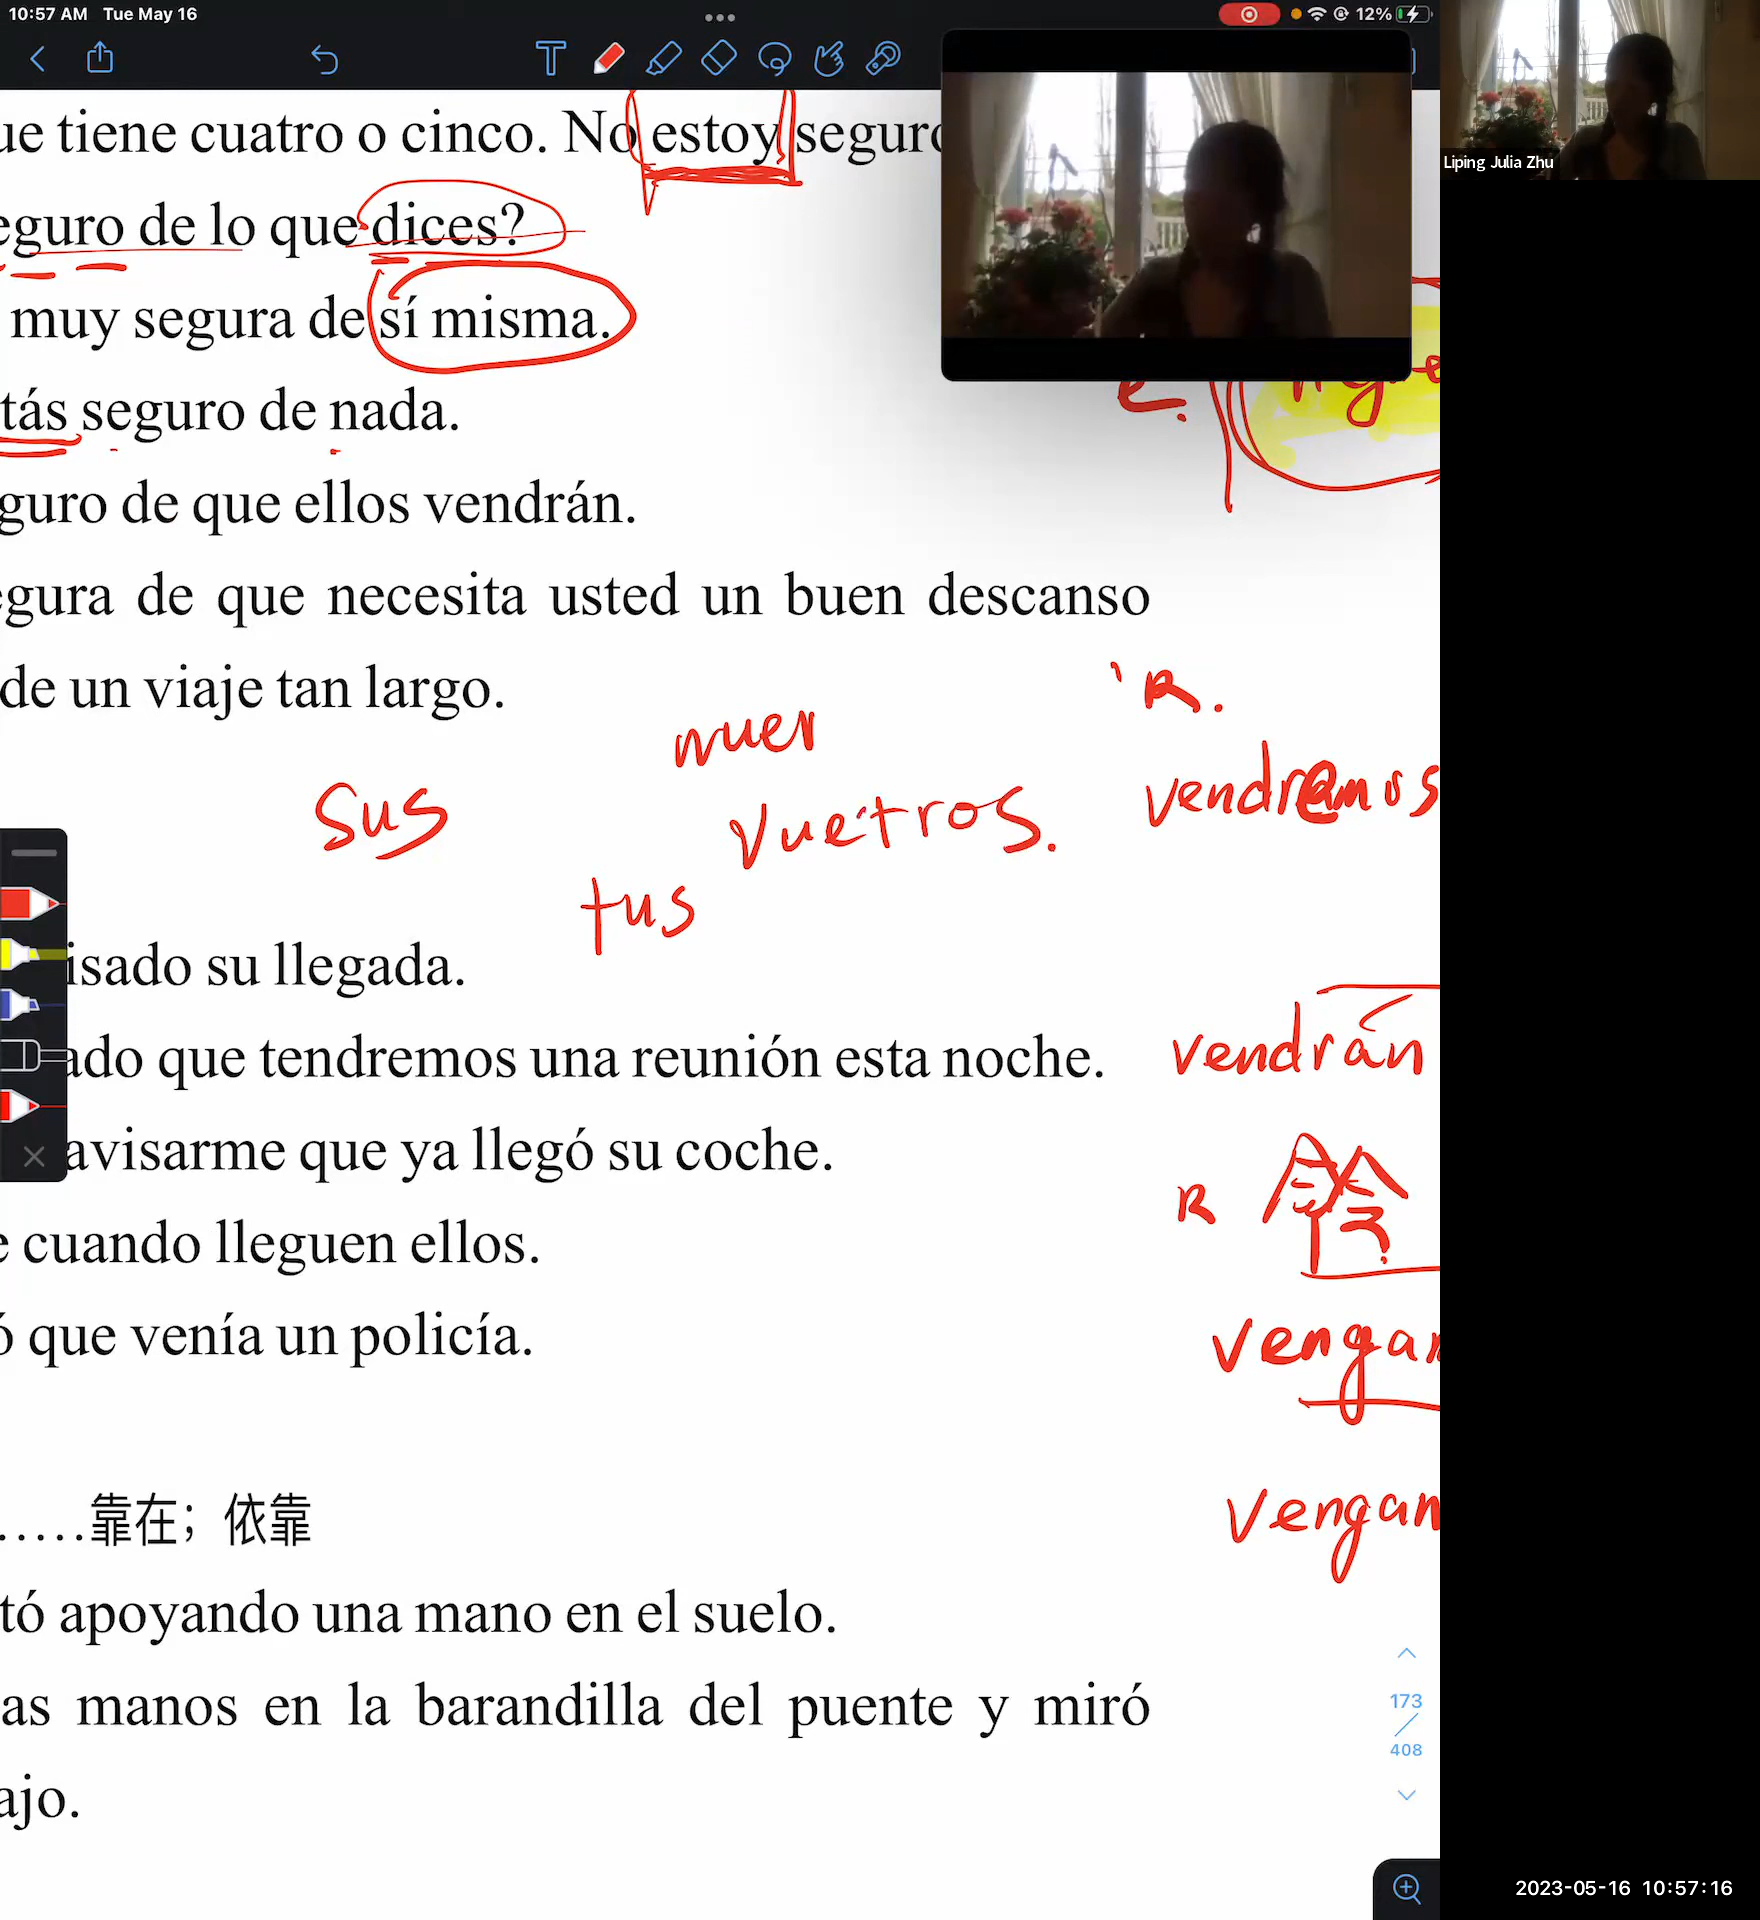 10:57 AM Tue May 16
12%
Liping Julia Zhu
ue tiene cuatro o cinco. No estoy seguro
eguro de lo que dices?
muy segura de sí misma.
tás seguro de nada.
guro de que ellos vendrán.
egura de que necesita usted un buen descanso
de un viaje tan largo.
R.
nuer
vendremos
sus
vuetros.
tus
isado su llegada.
ado que tendremos una reunión esta noche.
vendrán
avisarme que ya llegó su coche.
R
e cuando lleguen ellos.
ó que venía un policía.
vengan
.....靠在；依靠
vengan
tó apoyando una mano en el suelo.
as manos en la barandilla del puente y miró
173
408
ajo.
2023-05-16 10:57:16